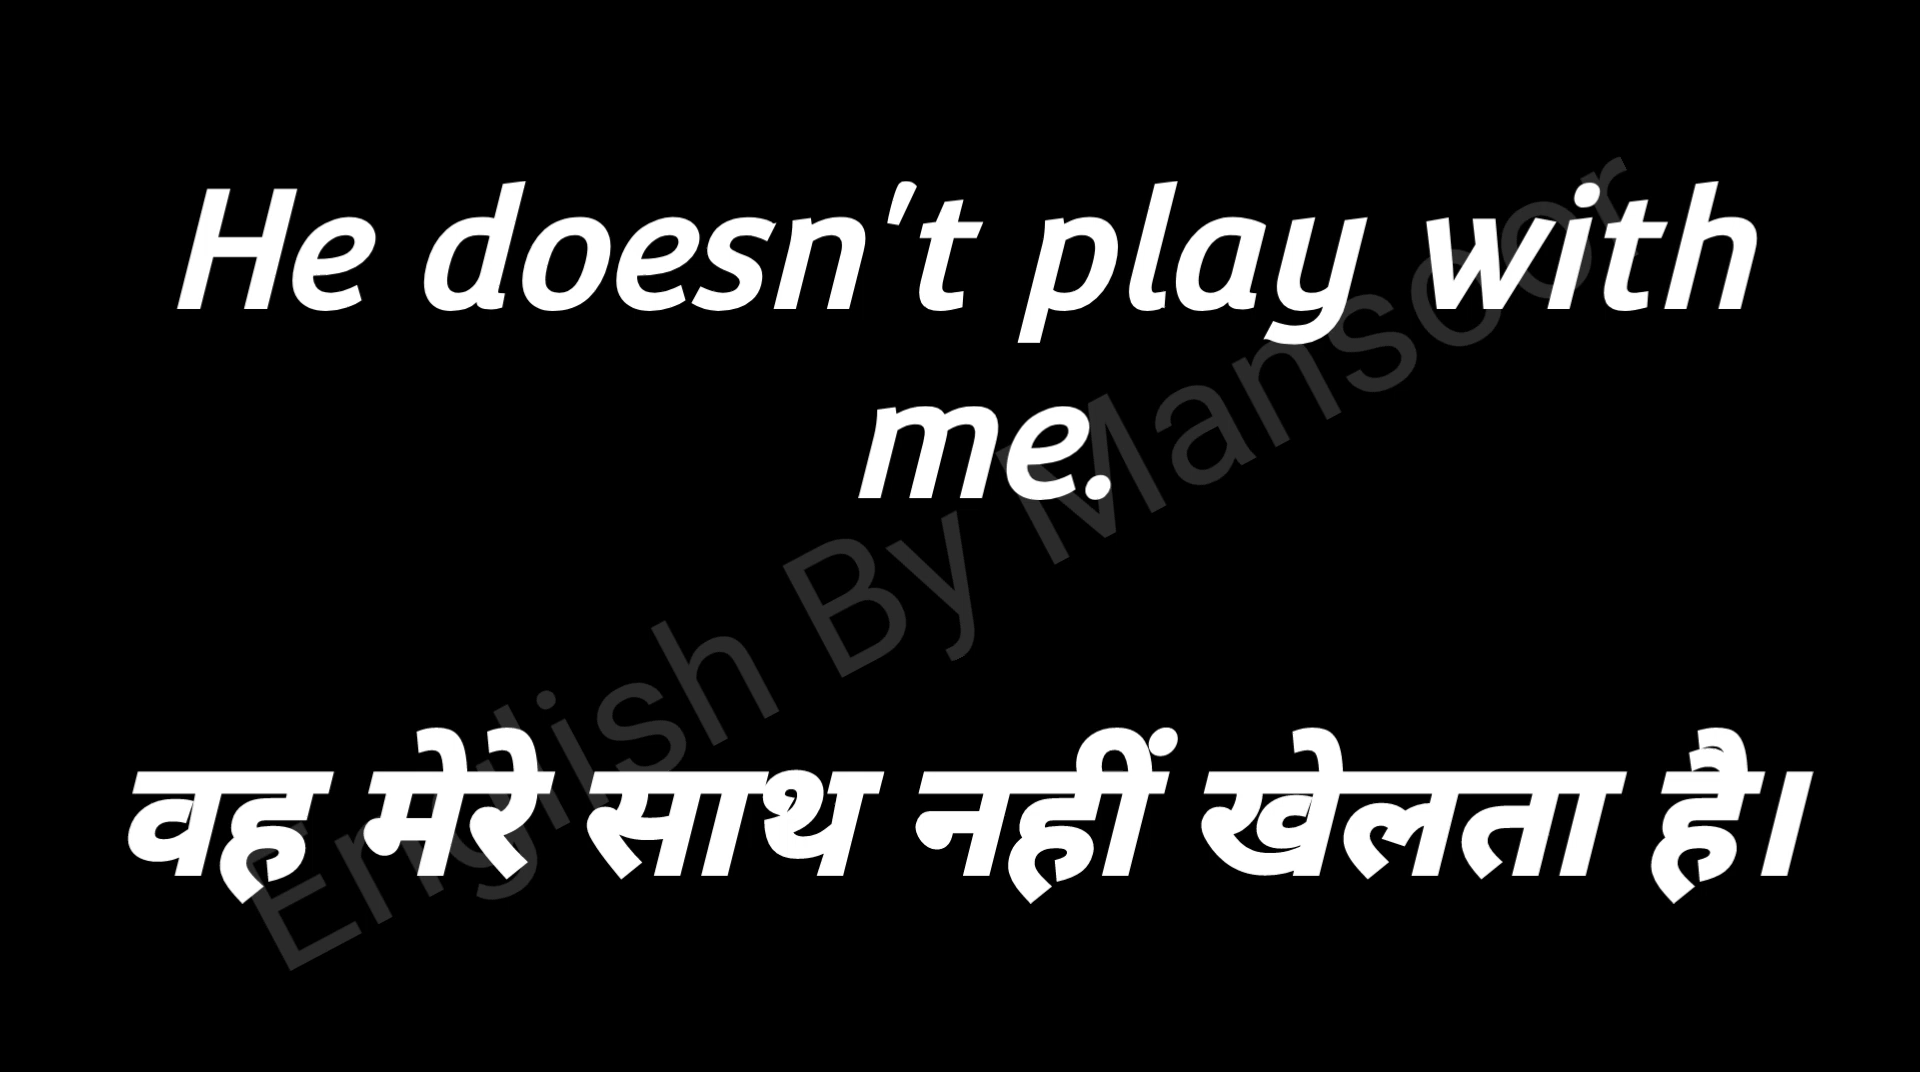 He doesn't play with
me.
वह मेरे साथ नहीं खेलता है।
English By Mansoor